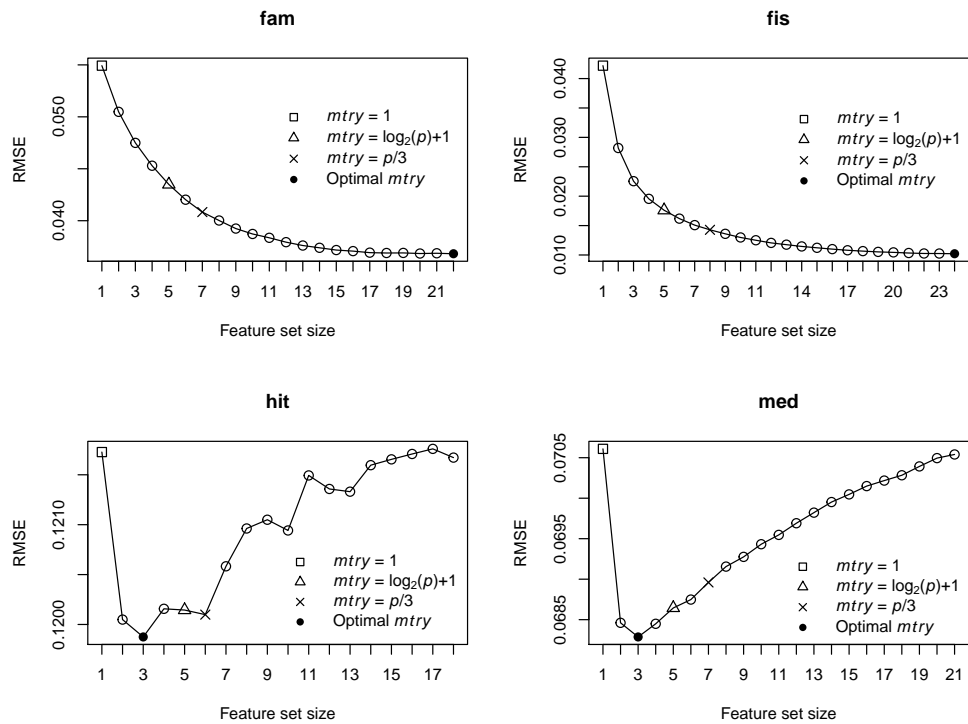 fam
RMSE
0.050
0.040
mtry = 1
mtry = log2(p)+1
mtry = p/3
Optimal mtry
1 3 5 7 9 11 13 15 17 19 21
Feature set size
fis
RMSE
0.040
0.030
0.020
0.010
mtry = 1
mtry = log2(p)+1
mtry = p/3
Optimal mtry
1 3 5 7 9 11 14 17 20 23
Feature set size
hit
RMSE
0.1210
0.1200
mtry = 1
mtry = log2(p)+1
mtry = p/3
Optimal mtry
1 3 5 7 9 11 13 15 17
Feature set size
med
RMSE
0.0705
0.0695
0.0685
mtry = 1
mtry = log2(p)+1
mtry = p/3
Optimal mtry
1 3 5 7 9 11 13 15 17 19 21
Feature set size